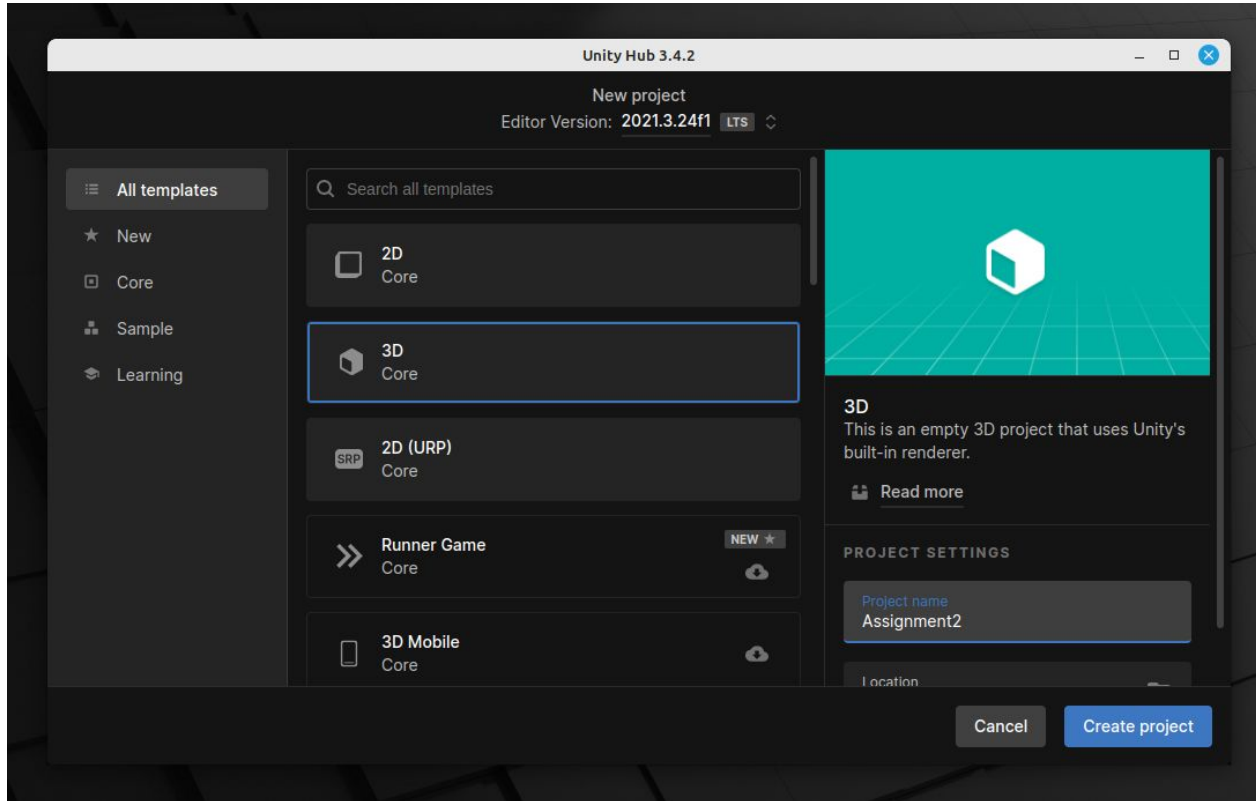 Unity Hub 3.4.2
New project
Editor Version: 2021.3.24f1 LTS
All templates
New
Core
Sample
Learning
Search all templates
2D
Core
3D
Core
SRP
2D (URP)
Core
Runner Game
Core
NEW
3D Mobile
Core
3D
This is an empty 3D project that uses Unity's
built-in renderer.
Read more
PROJECT SETTINGS
Project name
Assignment2
Location
Cancel
Create project